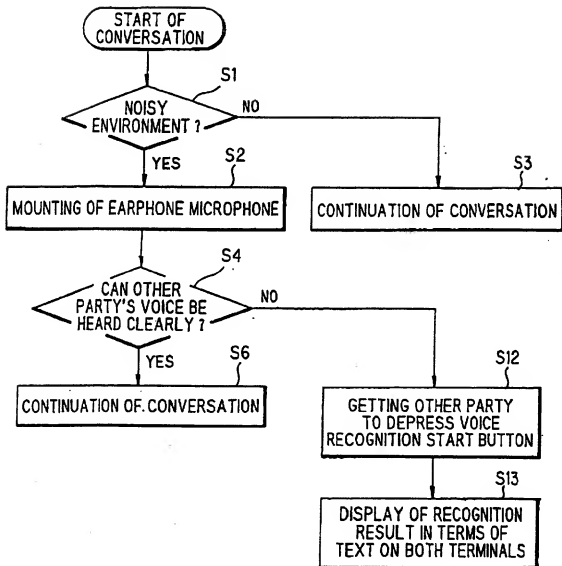 START OF
CONVERSATION
S1
NOISY
ENVIRONMENT ?
NO
YES
S2
MOUNTING OF EARPHONE MICROPHONE
S3
CONTINUATION OF CONVERSATION
S4
CAN OTHER
PARTY'S VOICE BE
HEARD CLEARLY ?
NO
YES
S6
CONTINUATION OF CONVERSATION
S12
GETTING OTHER PARTY
TO DEPRESS VOICE
RECOGNITION START BUTTON
S13
DISPLAY OF RECOGNITION
RESULT IN TERMS OF
TEXT ON BOTH TERMINALS